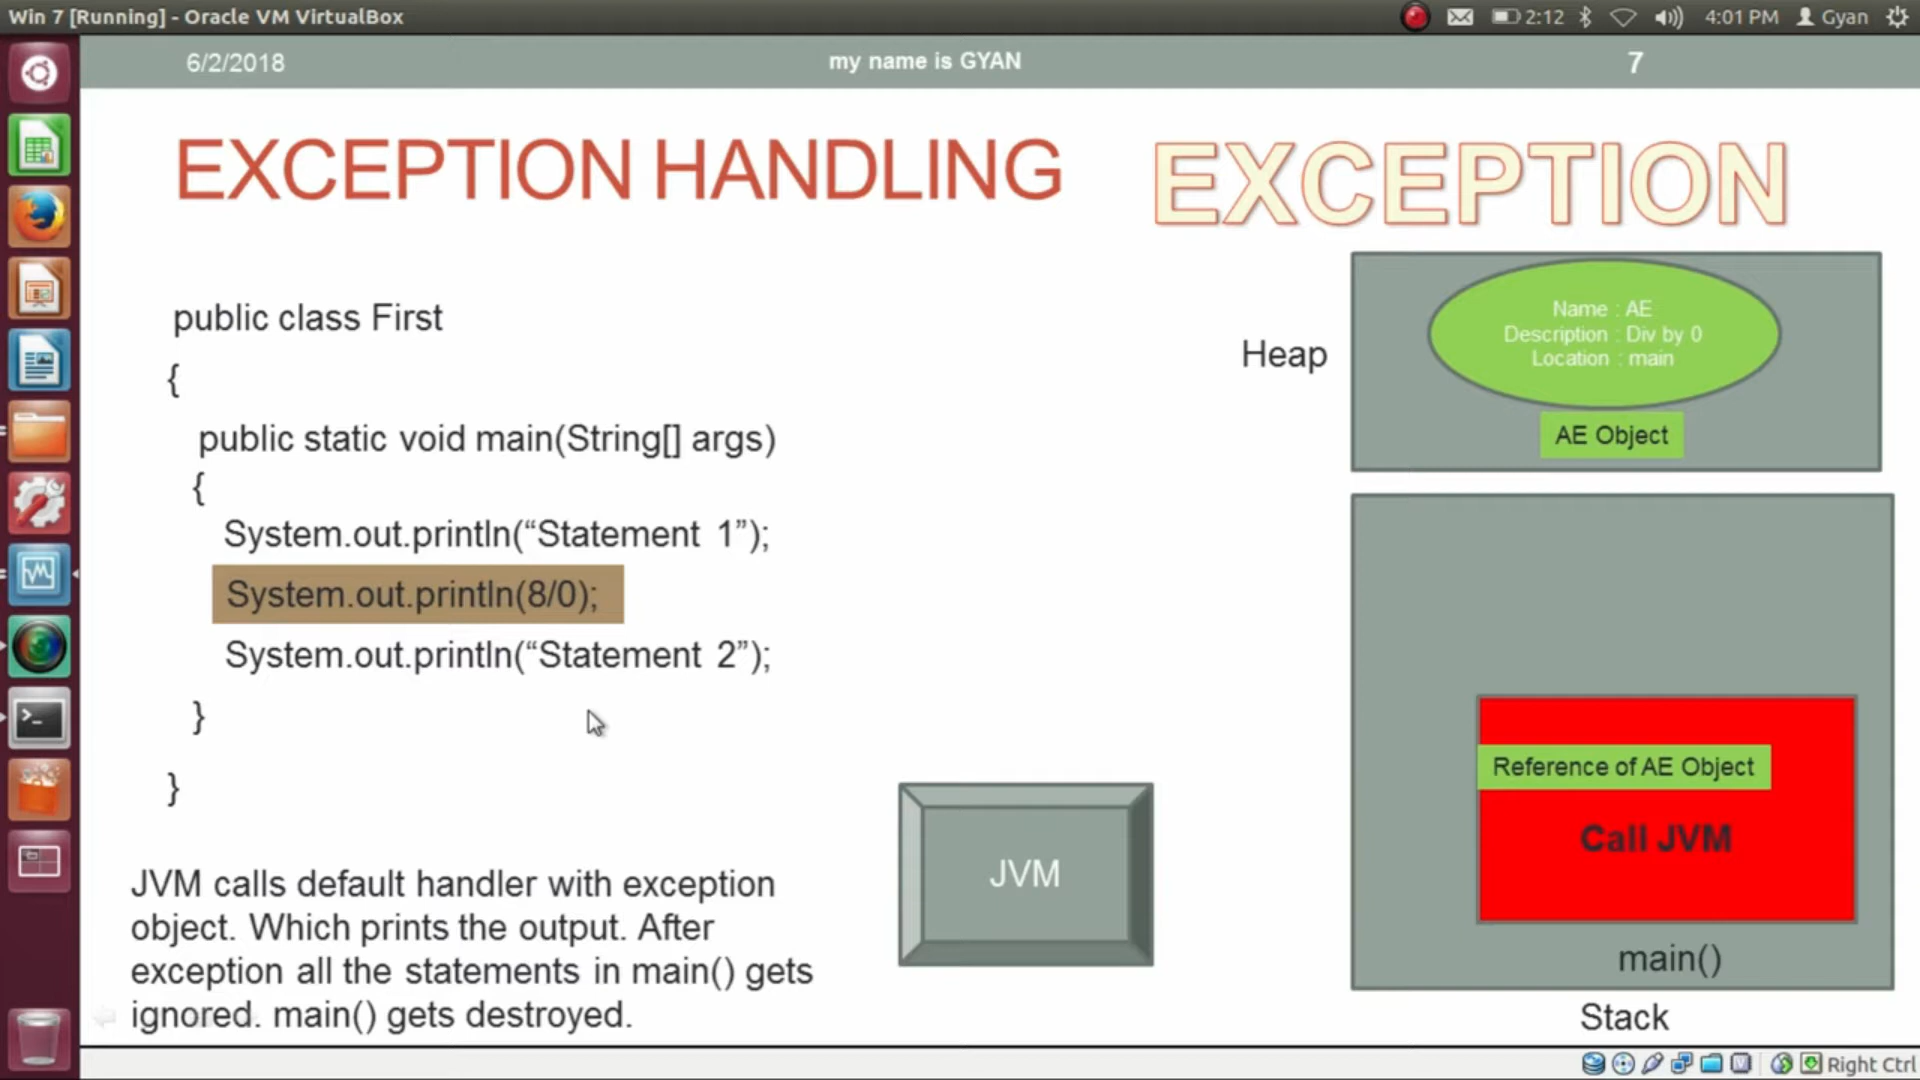 Win 7 [Running] - Oracle VM VirtualBox
2:12
4:01 PM
Gyan
6/2/2018
my name is GYAN
7
EXCEPTION HANDLING
EXCEPTION
public class First
{
public static void main(String[] args)
{
System.out.println(“Statement 1”);
System.out.println(8/0);
System.out.println(“Statement 2”);
}
}
JVM calls default handler with exception
object. Which prints the output. After
exception all the statements in main() gets
ignored. main() gets destroyed.
JVM
Heap
Name : AE
Description : Div by 0
Location : main
AE Object
Reference of AE Object
Call JVM
main()
Stack
Right Ctrl